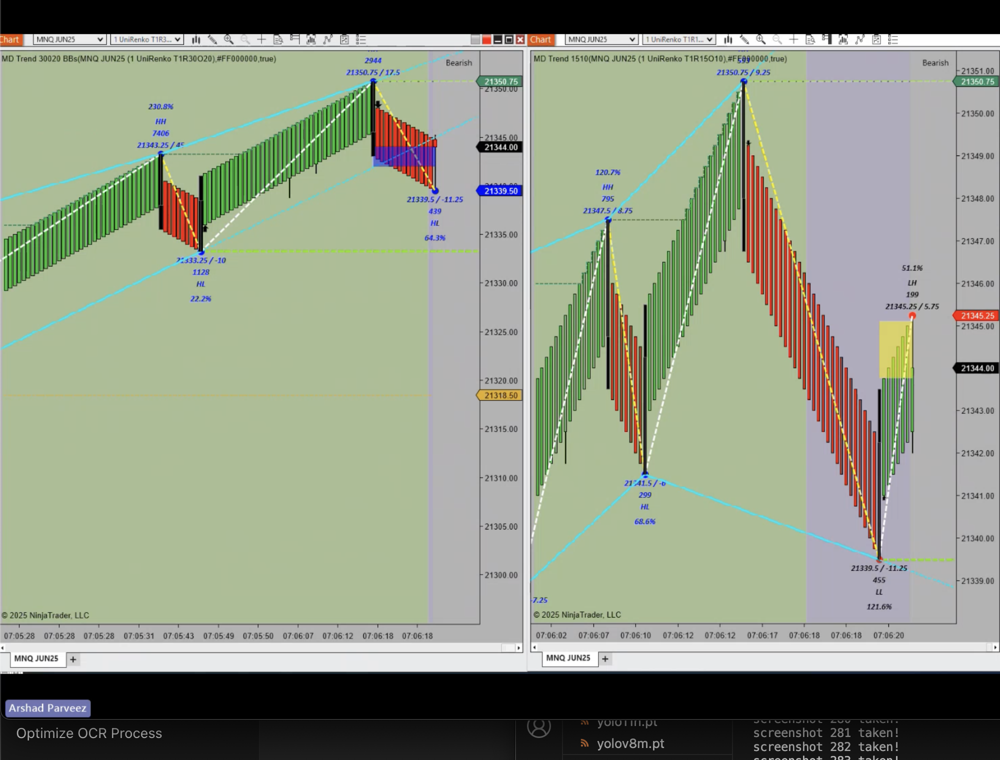 Chart
MNQ JUN25
1 UniRenko T1R3...
MD Trend 30020 BBs(MNQ JUN25 (1 UniRenko T1R30O20),#FF000000,true)
Bearish
2944
21350.75 / 17.5
230.8%
HH
7406
21343.25 /
21333.25 / -10
1128
HL
22.2%
21339.5 / -11.25
439
HL
64.3%
21350.75
21350.00
21345.00
21344.00
21339.50
21335.00
21330.00
21325.00
21320.00
21318.50
21315.00
21310.00
21305.00
21300.00
© 2025 NinjaTrader, LLC
07:05:28 07:05:28 07:05:28 07:05:31 07:05:43 07:05:49 07:05:50 07:06:07 07:06:12 07:06:18 07:06:18
MNQ JUN25 +
Chart
MNQ JUN25
1 UniRenko T1R1...
MD Trend 1510(MNQ JUN25 (1 UniRenko T1R15O10),#FF000000,true)
Bearish
21350.75 / 9.25
120.7%
HH
795
21347.5 / 8.75
21341.5 / -6
299
HL
68.6%
51.1%
LH
199
21345.25 / 5.75
21339.5 / -11.25
455
LL
121.6%
-7.25
21351.00
21350.75
21350.00
21349.00
21348.00
21347.00
21346.00
21345.25
21345.00
21344.00
21343.00
21342.00
21341.00
21340.00
21339.00
© 2025 NinjaTrader, LLC
07:06:02 07:06:07 07:06:10 07:06:12 07:06:12 07:06:17 07:06:18 07:06:18 07:06:20
MNQ JUN25 +
Arshad Parveez
Optimize OCR Process
yolo11n.pt
yolov8m.pt
screenshot 280 taken!
screenshot 281 taken!
screenshot 282 taken!
screenshot 283 taken!